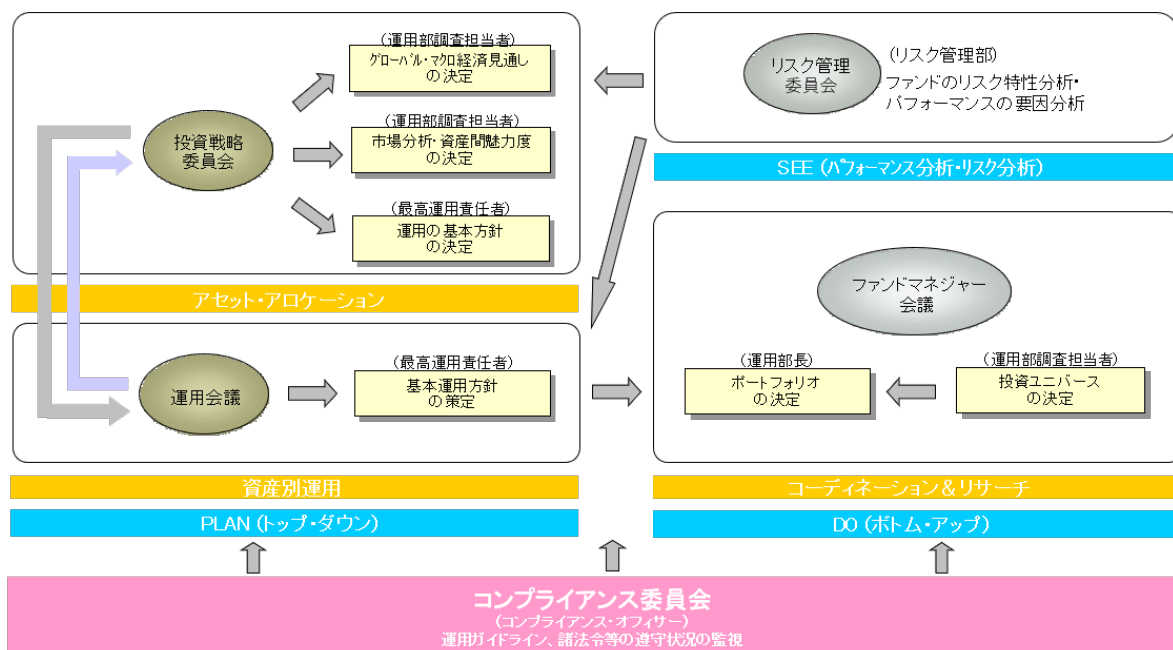 (運用部調査担当者)
グローバル・マクロ経済見通し
の決定
(運用部調査担当者)
市場分析・資産間魅力度
の決定
(最高運用責任者)
運用の基本方針
の決定
投資戦略
委員会
アセット・アロケーション
運用会議
(最高運用責任者)
基本運用方針
の策定
資産別運用
PLAN (トップ・ダウン)
リスク管理
委員会
(リスク管理部)
ファンドのリスク特性分析・
パフォーマンスの要因分析
SEE (パフォーマンス分析・リスク分析)
ファンドマネジャー
会議
(運用部長)
ポートフォリオ
の決定
(運用部調査担当者)
投資ユニバース
の決定
コーディネーション＆リサーチ
DO (ボトム・アップ)
コンプライアンス委員会
(コンプライアンス・オフィサー)
運用ガイドライン、諸法令等の遵守状況の監視